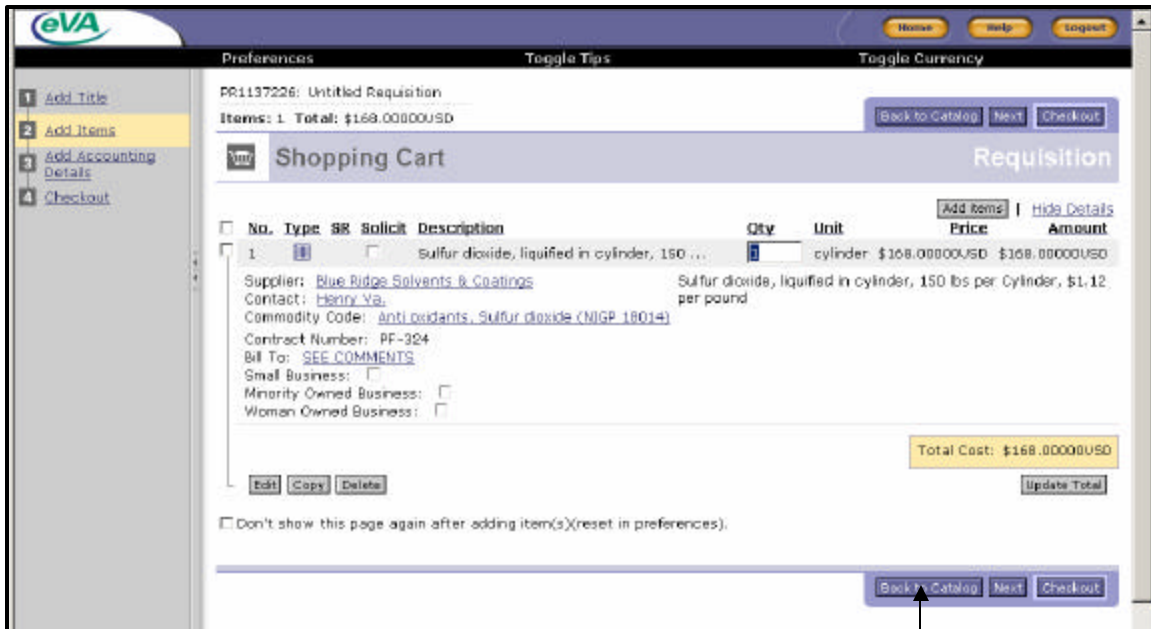 eVA
Home Help Logout
Preferences Toggle Tips Toggle Currency
1 Add Title
2 Add Items
3 Add Accounting Details
4 Checkout
PR1137226: Untitled Requisition
Items: 1 Total: $168.00000USD
Back to Catalog Next Checkout
Shopping Cart
Requisition
Add Items | Hide Details
No. Type SR Solicit Description Qty Unit Price Amount
1 Sulfur dioxide, liquified in cylinder, 150 ... 1 cylinder $168.00000USD $168.00000USD
Supplier: Blue Ridge Solvents & Coatings
Contact: Henry Va.
Commodity Code: Anti oxidants, Sulfur dioxide (NIGP 18014)
Contract Number: PF-324
Bill To: SEE COMMENTS
Small Business:
Minority Owned Business:
Woman Owned Business:
Sulfur dioxide, liquified in cylinder, 150 lbs per Cylinder, $1.12
per pound
Total Cost: $168.00000USD
Edit Copy Delete
Update Total
Don't show this page again after adding item(s)(reset in preferences).
Back to Catalog Next Checkout